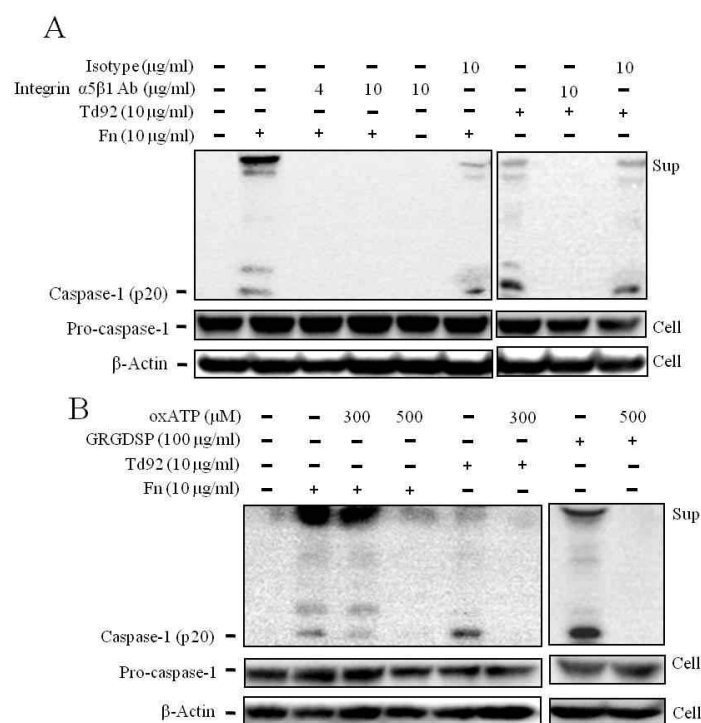 A
Isotype (μg/ml) – – – – – 10 – – 10
Integrin α5β1 Ab – – 4 10 10 – – 10 –
Td92 (10 μg/ml) – – – – – – + + +
Fn (10 μg/ml) – + + + – + – – –
Sup
Caspase-1 (p20) –
Pro-caspase-1 – Cell
β-Actin – Cell
B
oxATP (μM) – – 300 500 – 300 – 500
GRGDSP (100 μg/ml) – – – – – – + +
Td92 (10 μg/ml) – – – – + + – –
Fn (10 μg/ml) – + + + – – – –
Sup
Caspase-1 (p20) –
Pro-caspase-1 – Cell
β-Actin – Cell